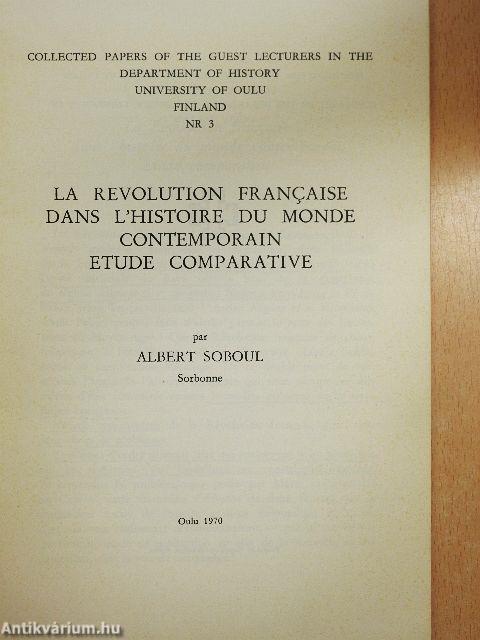 COLLECTED PAPERS OF THE GUEST LECTURERS IN THE
DEPARTMENT OF HISTORY
UNIVERSITY OF OULU
FINLAND
NR 3
LA REVOLUTION FRANÇAISE
DANS L'HISTOIRE DU MONDE
CONTEMPORAIN
ETUDE COMPARATIVE
par
ALBERT SOBOUL
Sorbonne
Oulu 1970
Antikvárium.hu